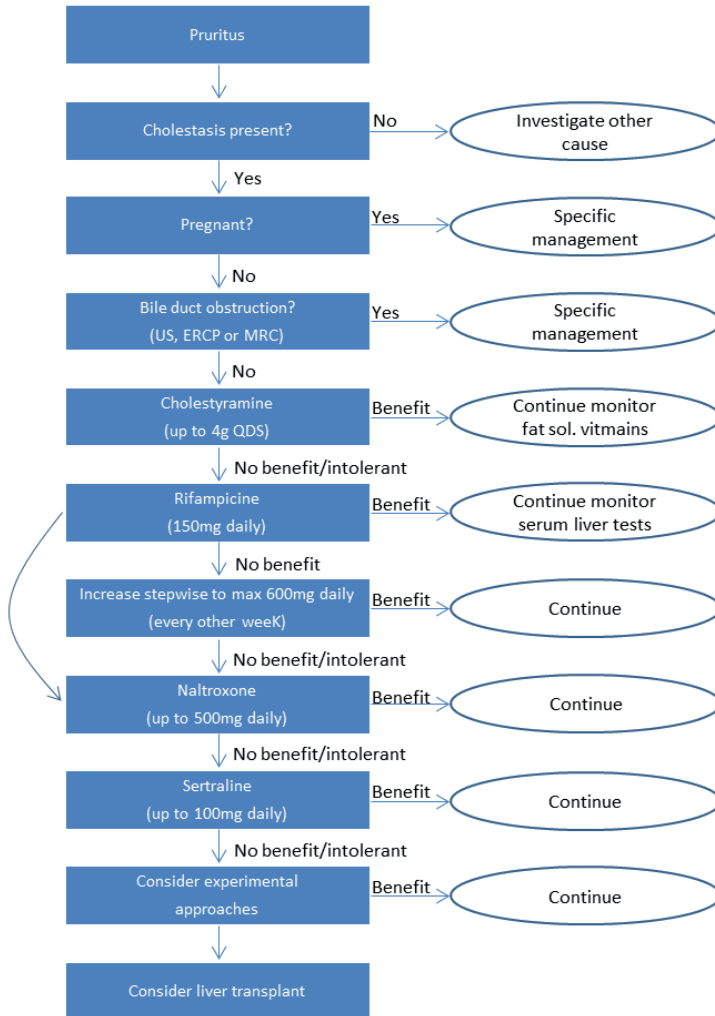 Pruritus
Cholestasis present?
No
Investigate other
cause
Yes
Pregnant?
Yes
Specific
management
No
Bile duct obstruction?
(US, ERCP or MRC)
Yes
Specific
management
No
Cholestyramine
(up to 4g QDS)
Benefit
Continue monitor
fat sol. vitmains
No benefit/intolerant
Rifampicine
(150mg daily)
Benefit
Continue monitor
serum liver tests
No benefit
Increase stepwise to max 600mg daily
(every other weeK)
Benefit
Continue
No benefit/intolerant
Naltroxone
(up to 500mg daily)
Benefit
Continue
No benefit/intolerant
Sertraline
(up to 100mg daily)
Benefit
Continue
No benefit/intolerant
Consider experimental
approaches
Benefit
Continue
Consider liver transplant